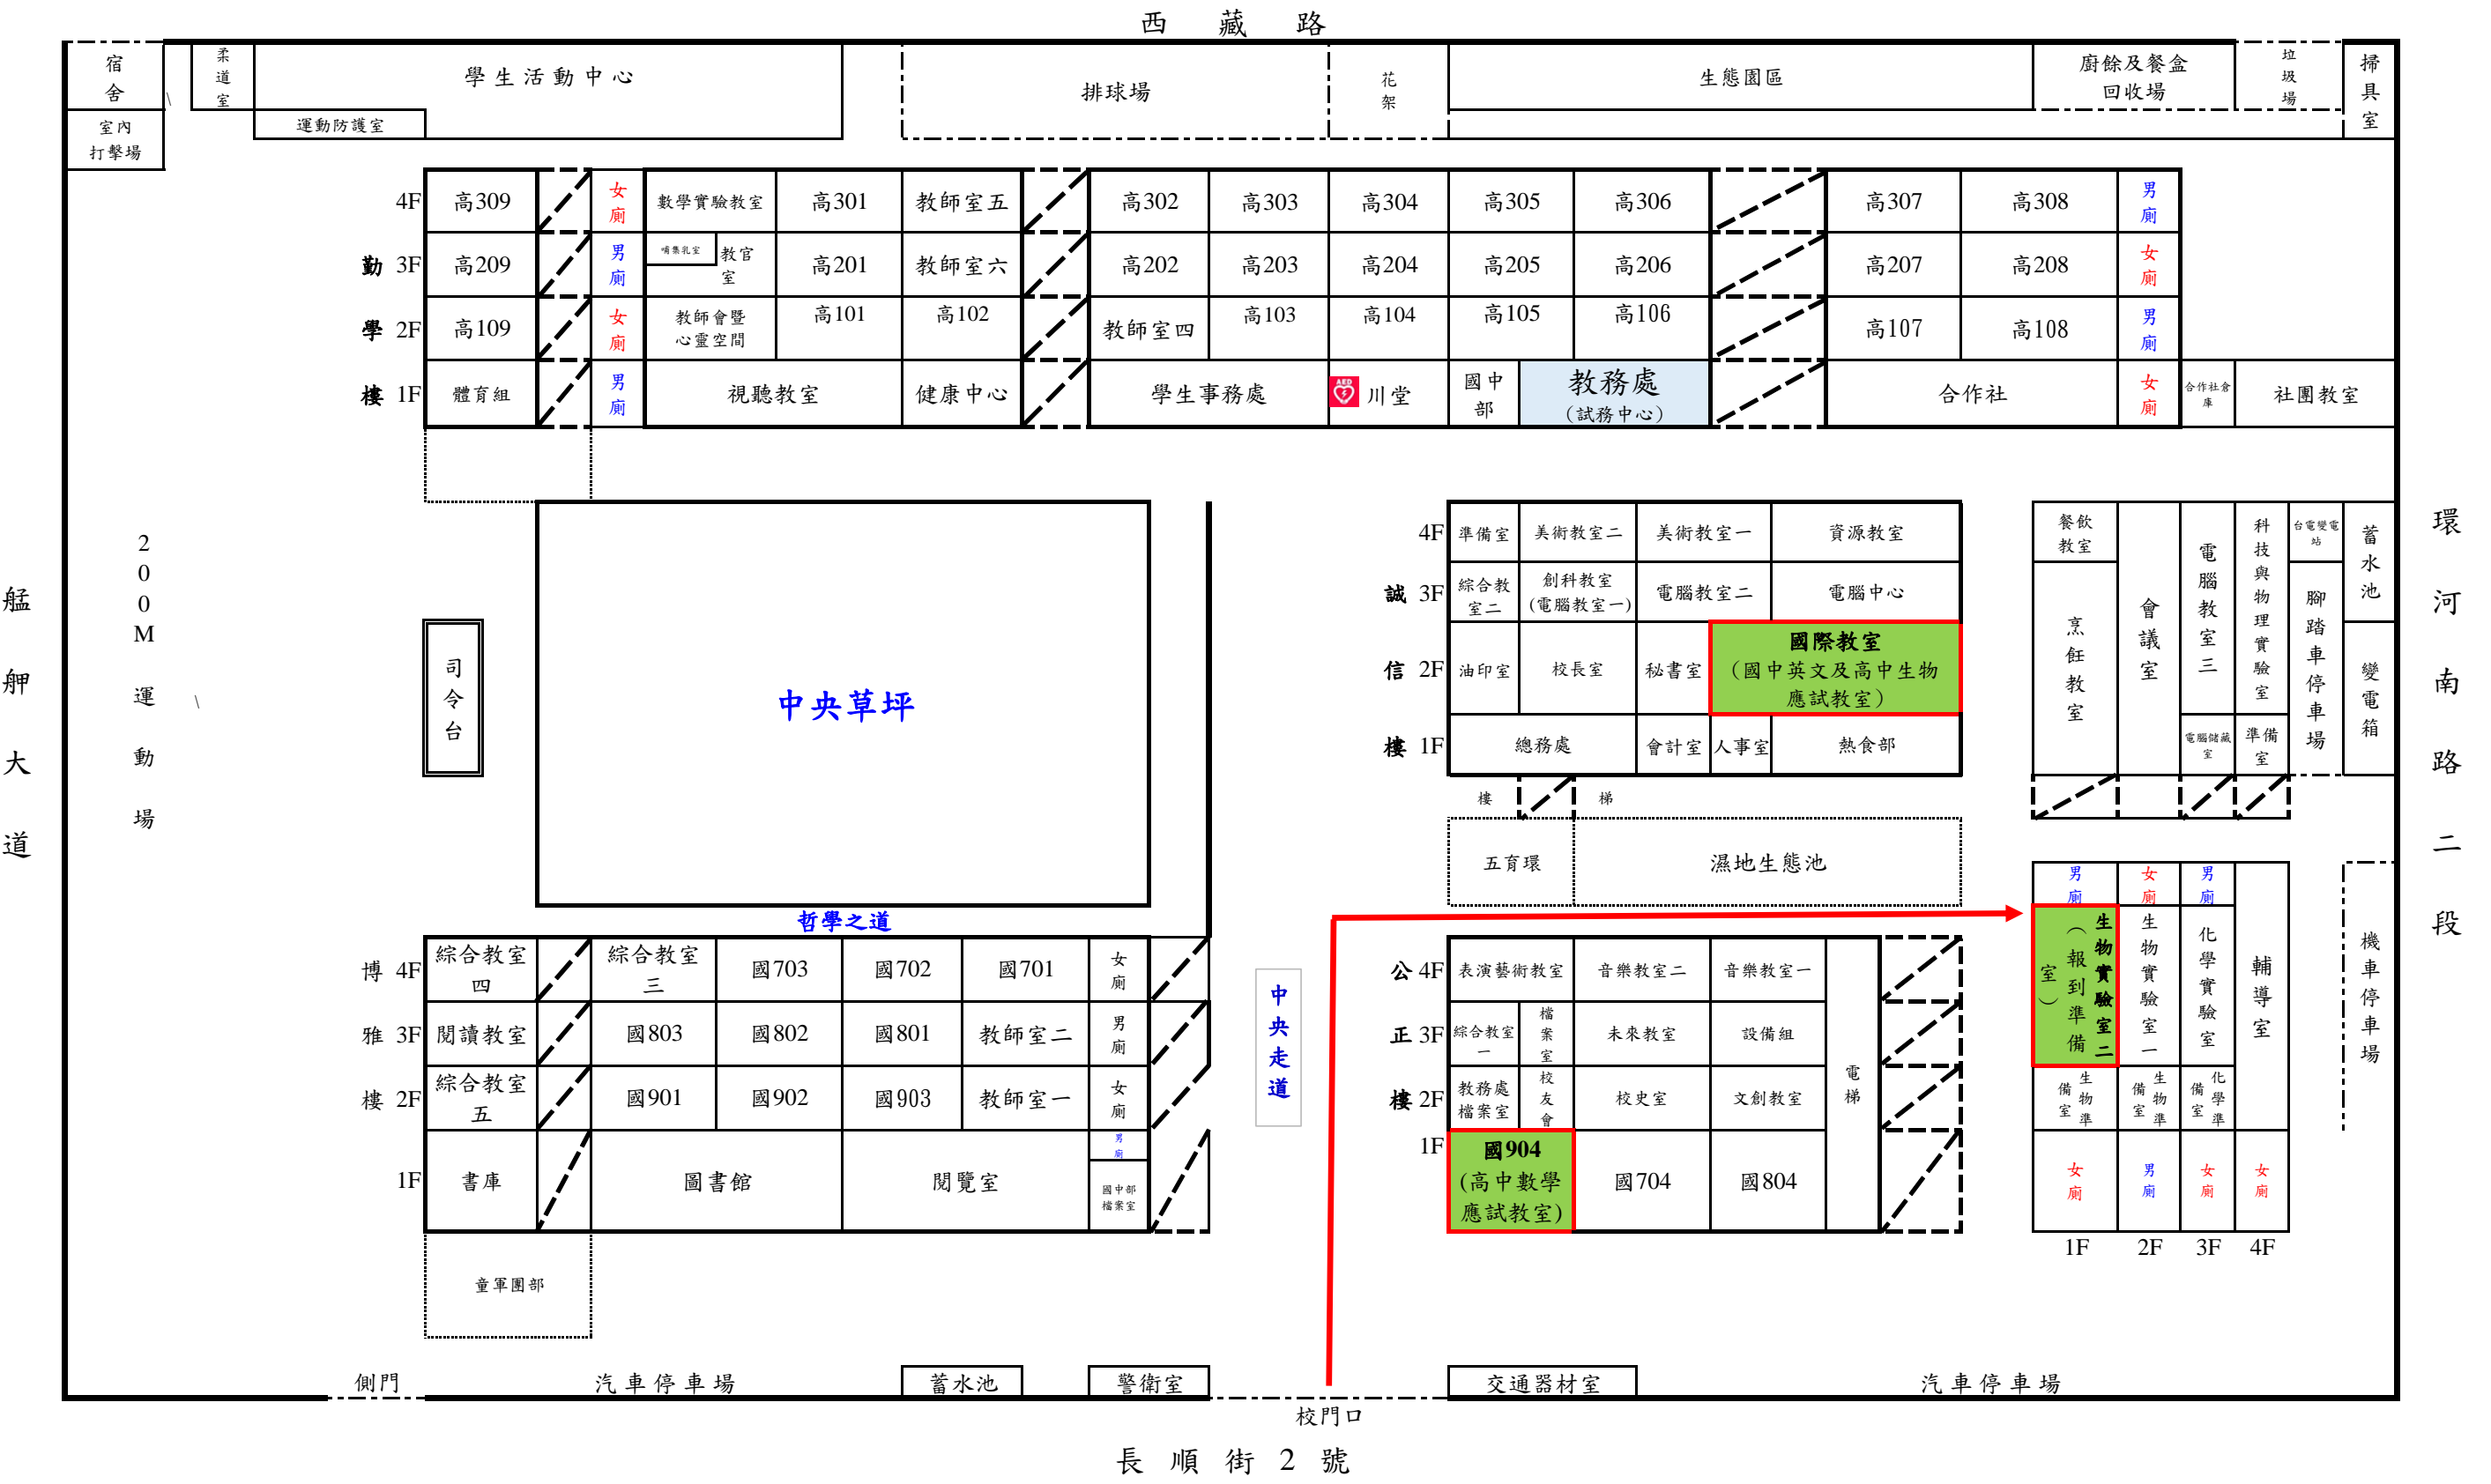 西藏路
宿舍
柔道室
學生活動中心
排球場
花架
生態園區
廚餘及餐盒
回收場
垃圾場
掃具室
室內
打擊場
運動防護室
4F 高309 女廁 數學實驗教室 高301 教師室五 高302 高303 高304 高305 高306 高307 高308 男廁
勤 3F 高209 男廁 哺集乳室 教官室 高201 教師室六 高202 高203 高204 高205 高206 高207 高208 女廁
學 2F 高109 女廁 教師會暨
心靈空間 高101 高102 教師室四 高103 高104 高105 高106 高107 高108 男廁
樓 1F 體育組 男廁 視聽教室 健康中心 學生事務處 AED 川堂 國中部 教務處
(試務中心) 合作社 女廁 合作社倉庫 社團教室
艋舺大道
200M 運動場
司令台
中央草坪
哲學之道
4F 準備室 美術教室二 美術教室一 資源教室
誠 3F 綜合教室二 創科教室
(電腦教室一) 電腦教室二 電腦中心
信 2F 油印室 校長室 秘書室 國際教室
(國中英文及高中生物
應試教室)
樓 1F 總務處 會計室 人事室 熱食部
樓梯
五育環 濕地生態池
餐飲
教室
烹飪教室
會議室
電腦教室三
電腦儲藏室
科技與物理實驗室
準備室
台電變電站
腳踏車停車場
蓄水池
變電箱
環河南路二段
博 4F 綜合教室四 綜合教室三 國703 國702 國701 女廁
雅 3F 閱讀教室 國803 國802 國801 教師室二 男廁
樓 2F 綜合教室五 國901 國902 國903 教師室一 女廁
1F 書庫 圖書館 閱覽室 男廁 國中部
檔案室
童軍團部
中央走道
公 4F 表演藝術教室 音樂教室二 音樂教室一
正 3F 綜合教室一 檔案室 未來教室 設備組
樓 2F 教務處
檔案室 校友會 校史室 文創教室
1F 國904
(高中數學
應試教室) 國704 國804
電梯
男廁 女廁 男廁
生物實驗室二
(報到準備室)
生物實驗室一
化學實驗室
輔導室
生物準備室 生物準備室 化學準備室
女廁 男廁 女廁 女廁
1F 2F 3F 4F
機車停車場
側門 汽車停車場 蓄水池 警衛室 校門口 交通器材室 汽車停車場
長順街2號